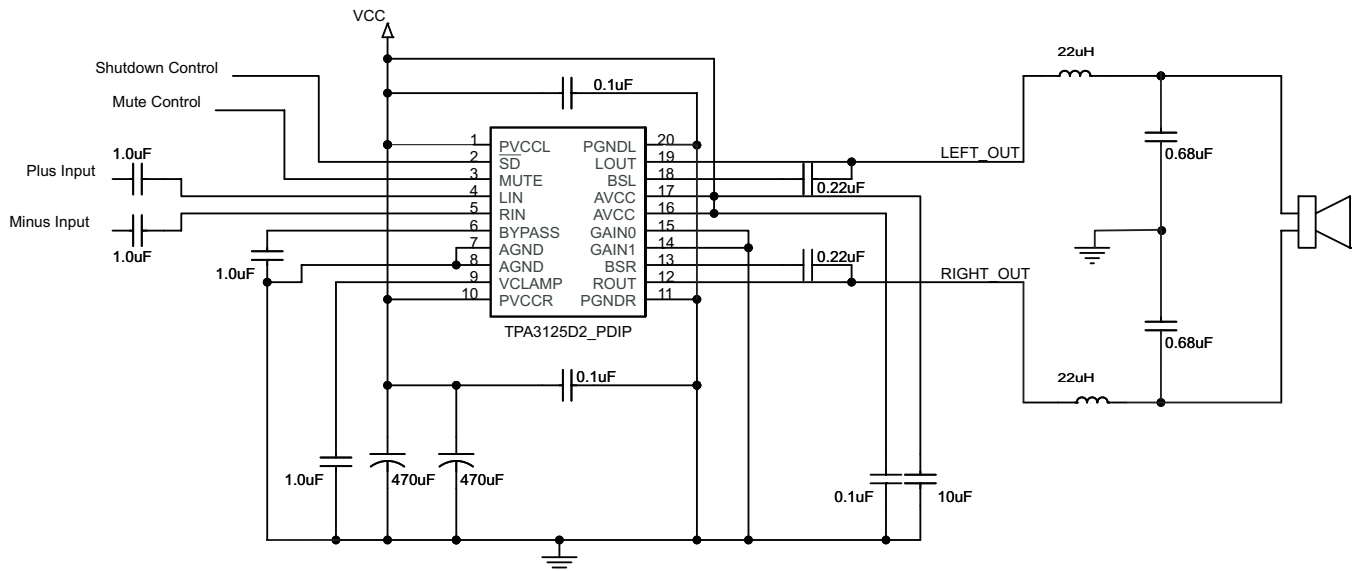 VCC
22uH
Shutdown Control
0.1uF
Mute Control
1 PVCCL PGNDL 20
1.0uF
2 SD LOUT 19 LEFT_OUT 0.68uF
Plus Input
3 MUTE BSL 18
0.22uF
4 LIN AVCC 17
Minus Input
5 RIN AVCC 16
6 BYPASS GAIN0 15
1.0uF
7 AGND GAIN1 14
1.0uF
8 AGND BSR 13
0.22uF
9 VCLAMP ROUT 12 RIGHT_OUT
10 PVCCR PGNDR 11
TPA3125D2_PDIP
0.68uF
0.1uF
22uH
1.0uF
470uF
470uF
0.1uF
10uF